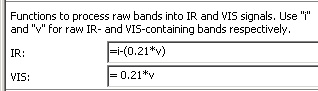 Functions to process raw bands into IR and VIS signals. Use "i"
and "v" for raw IR- and VIS-containing bands respectively.
IR: =i-(0.21*v)
VIS: = 0.21*v